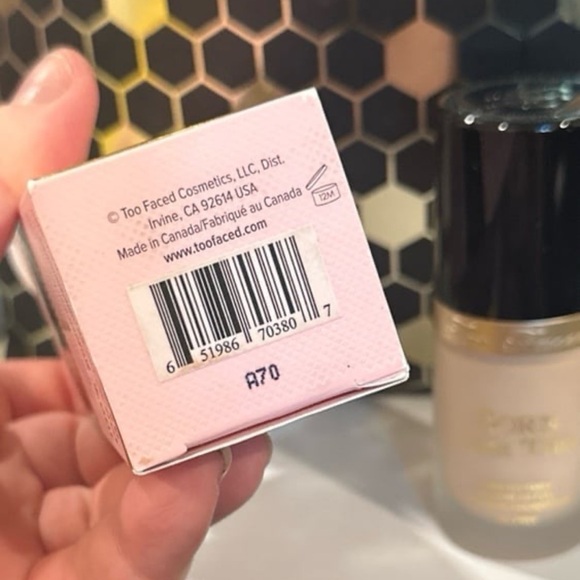 © Too Faced Cosmetics, LLC, Dist.
Irvine, CA 92614 USA
Made in Canada/Fabriqué au Canada
www.toofaced.com
12M
6 51986 70380 7
A70
BORN